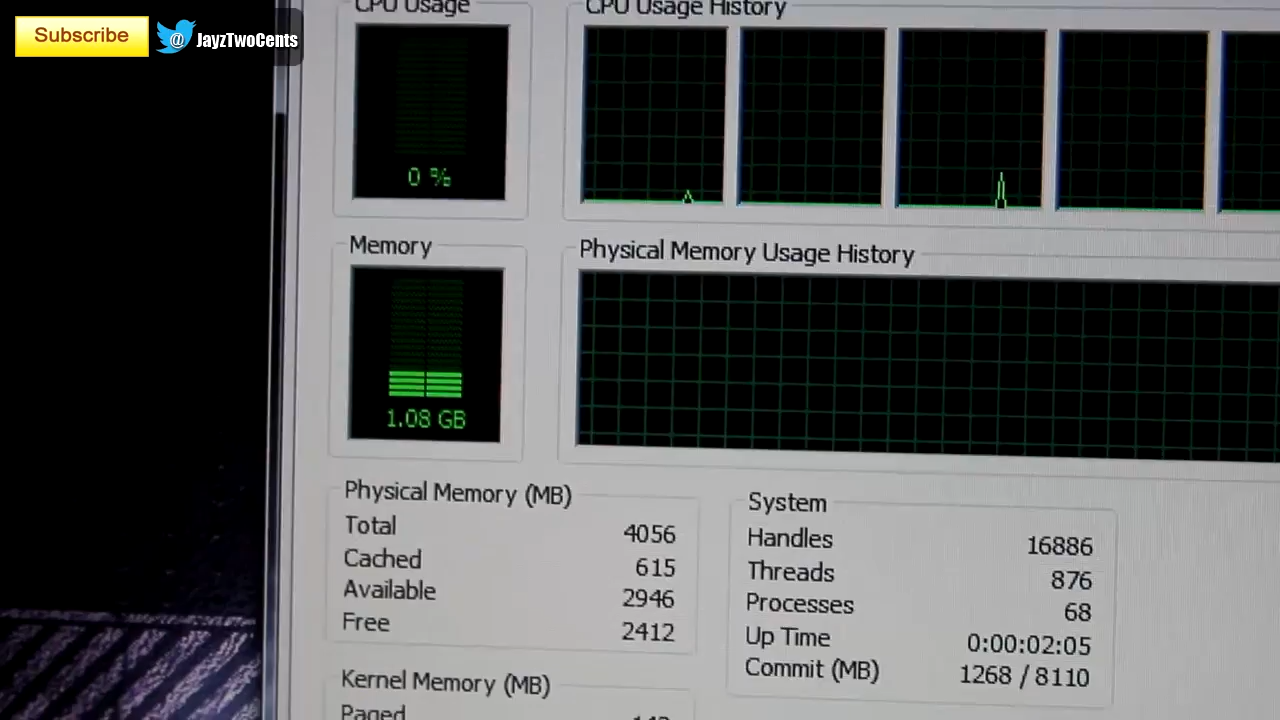 Subscribe
@JayzTwoCents
CPU Usage
CPU Usage History
0 %
Memory
Physical Memory Usage History
1.08 GB
Physical Memory (MB)
Total 4056
Cached 615
Available 2946
Free 2412
System
Handles 16886
Threads 876
Processes 68
Up Time 0:00:02:05
Commit (MB) 1268 / 8110
Kernel Memory (MB)
Paged